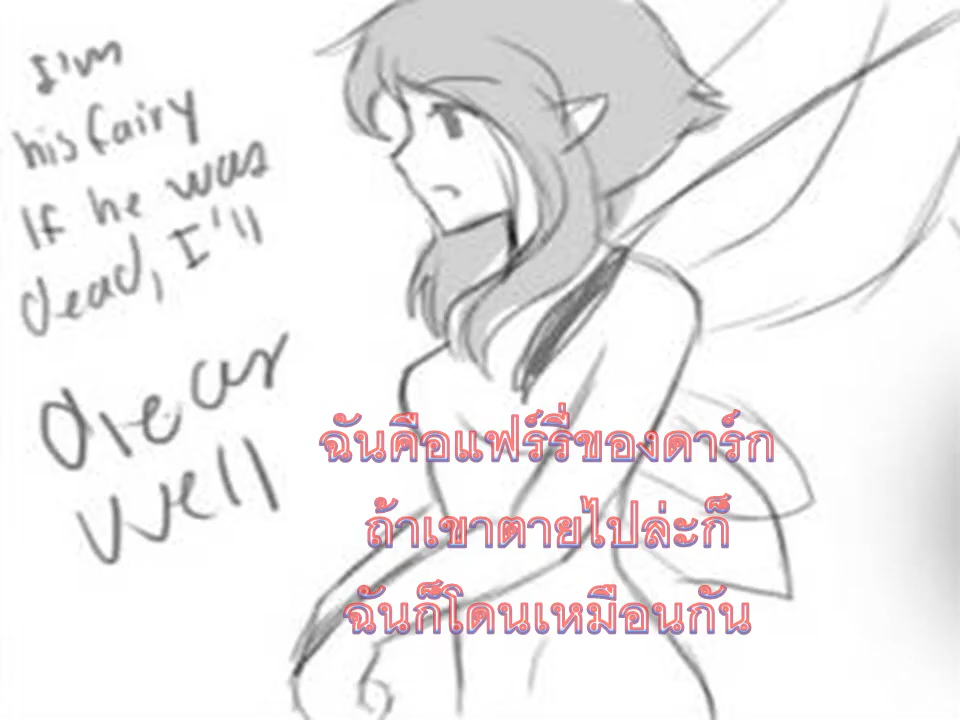 I'm
his fairy
If he was
dead, I'll
die as
well
ฉันคือแฟร์รี่ของดาร์ก
ถ้าเขาตายไปล่ะก็
ฉันก็โดนเหมือนกัน